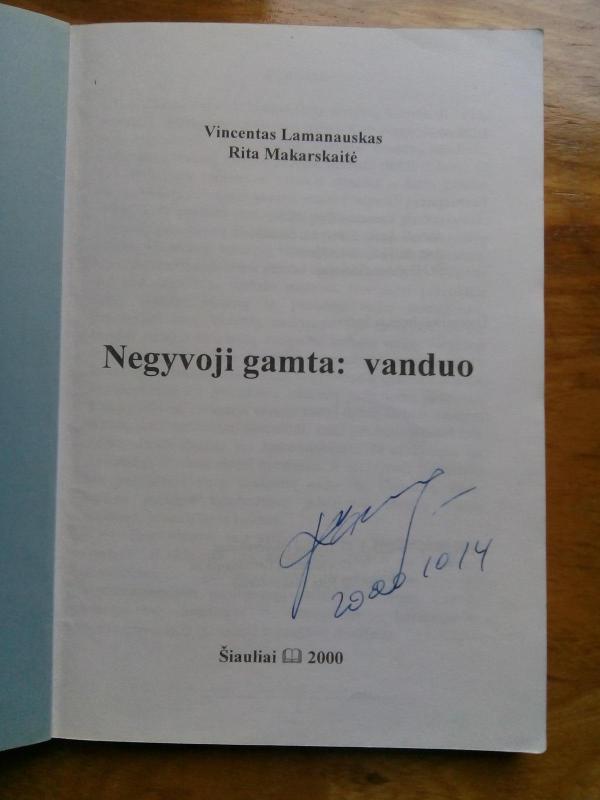 Vincentas Lamanauskas
Rita Makarskaitė
Negyvoji gamta: vanduo
2000 10 14
Šiauliai 2000